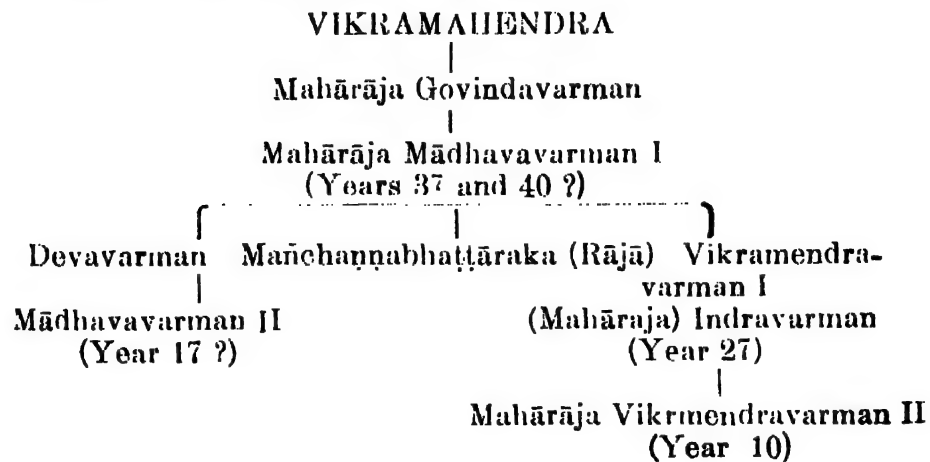 VIKRAMAHENDRA
Mahārāja Govindavarman
Mahārāja Mādhavavarman I
(Years 37 and 40 ?)
Devavarman Mañchaṇṇabhaṭṭāraka (Rājā) Vikramendra-
varman I
Mādhavavarman II (Mahāraja) Indravarman
(Year 17 ?) (Year 27)
Mahārāja Vikrmendravarman II
(Year 10)